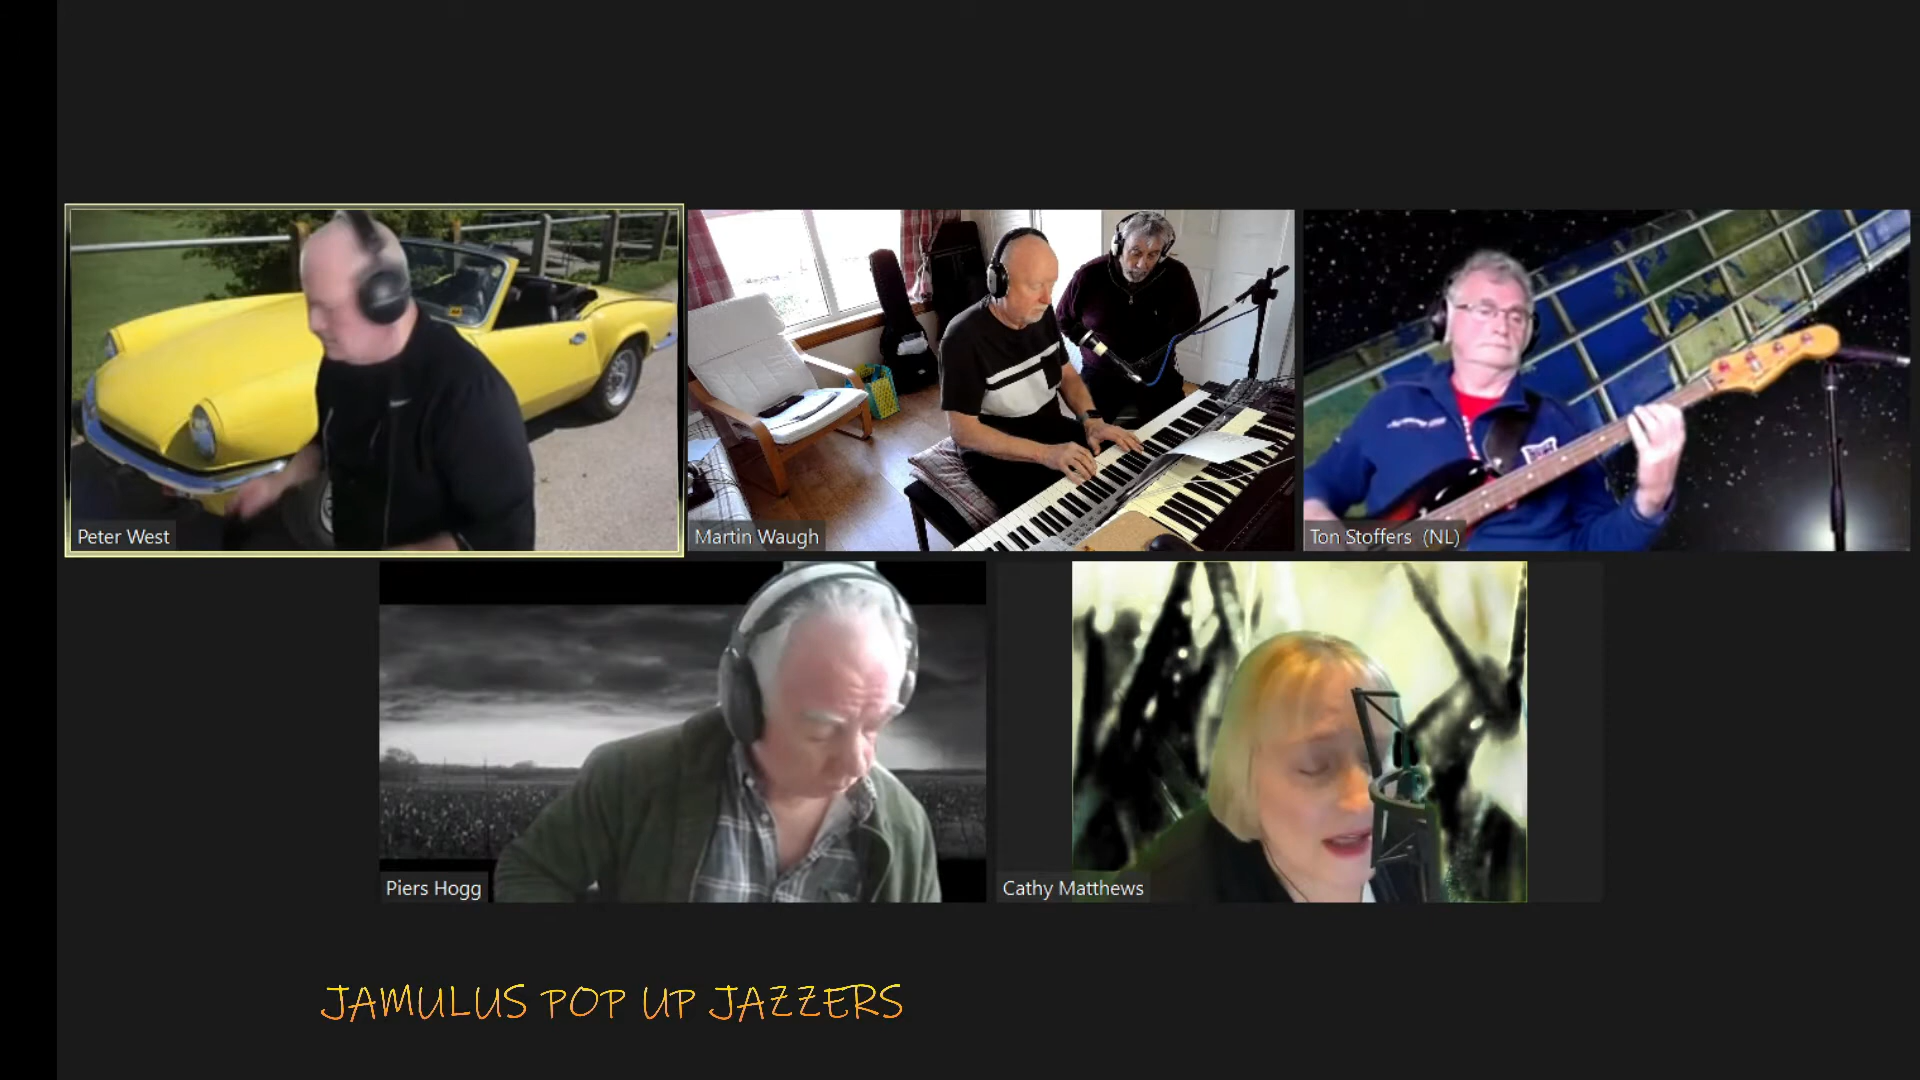 Peter West
Martin Waugh
Ton Stoffers (NL)
Piers Hogg
Cathy Matthews
JAMULUS POP UP JAZZERS